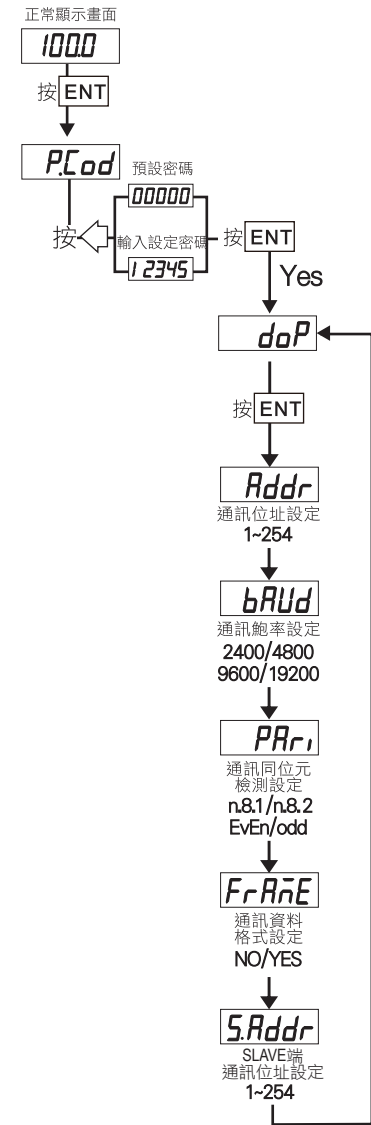 正常顯示畫面
100.0
按 ENT
P.Cod
預設密碼
00000
按
輸入設定密碼
12345
按 ENT
Yes
doP
按 ENT
Addr
通訊位址設定
1~254
bAUd
通訊鮑率設定
2400/4800
9600/19200
PAri
通訊同位元
檢測設定
n.8.1/n.8.2
EvEn/odd
FrAmE
通訊資料
格式設定
NO/YES
S.Addr
SLAVE端
通訊位址設定
1~254